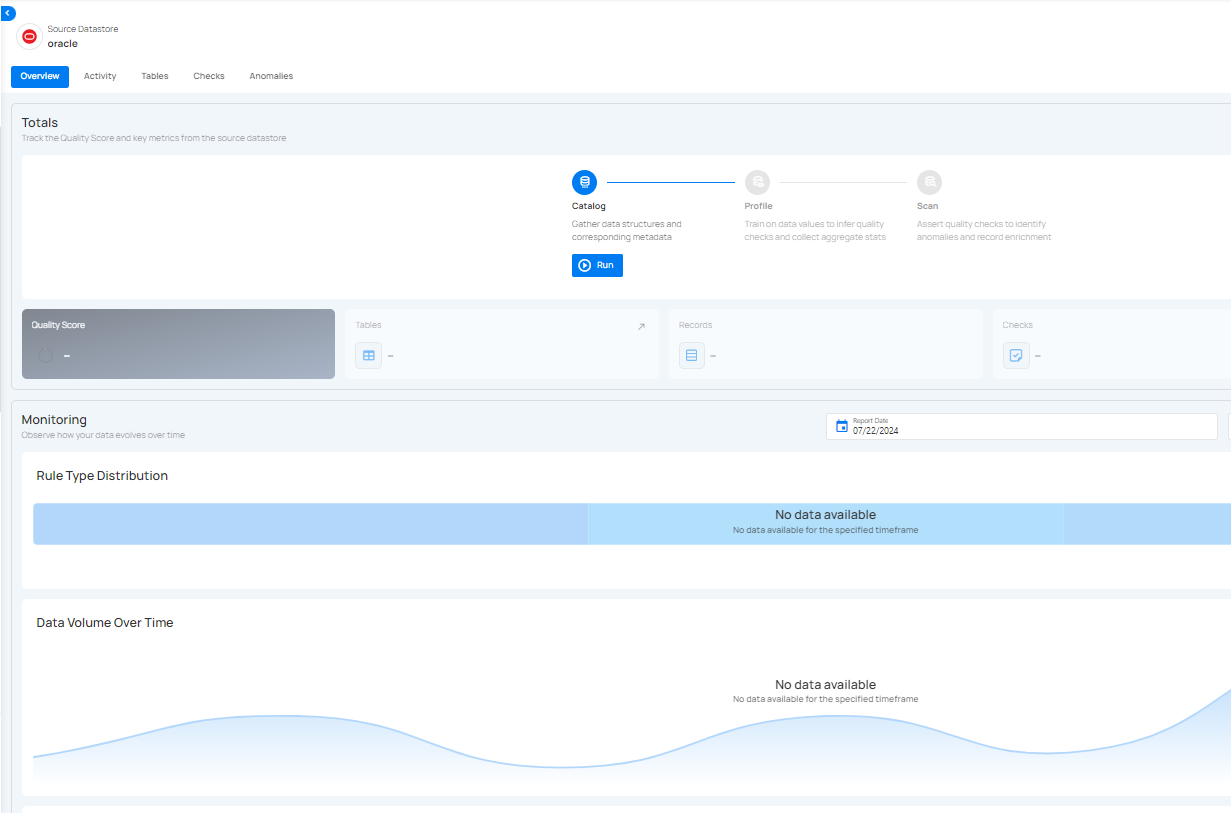 Source Datastore
oracle
Overview Activity Tables Checks Anomalies
Totals
Track the Quality Score and key metrics from the source datastore
Catalog
Gather data structures and
corresponding metadata
Run
Profile
Train on data values to infer quality
checks and collect aggregate stats
Scan
Assert quality checks to identify
anomalies and record enrichment
Quality Score
–
Tables
–
Records
–
Checks
–
Monitoring
Observe how your data evolves over time
Report Date
07/22/2024
Rule Type Distribution
No data available
No data available for the specified timeframe
Data Volume Over Time
No data available
No data available for the specified timeframe